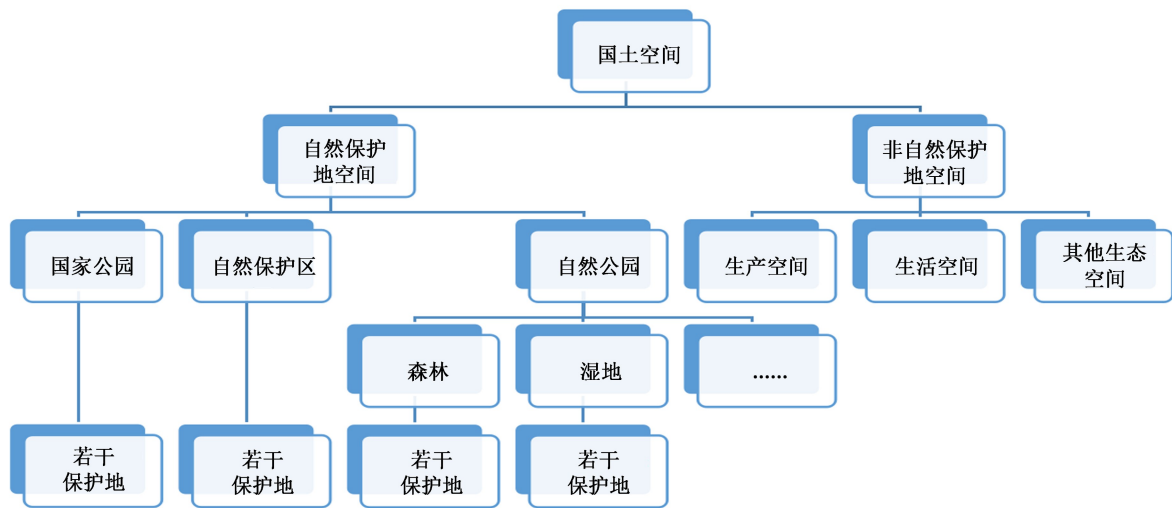 国土空间
自然保护
地空间
非自然保护
地空间
国家公园
自然保护区
自然公园
生产空间
生活空间
其他生态
空间
森林
湿地
......
若干
保护地
若干
保护地
若干
保护地
若干
保护地